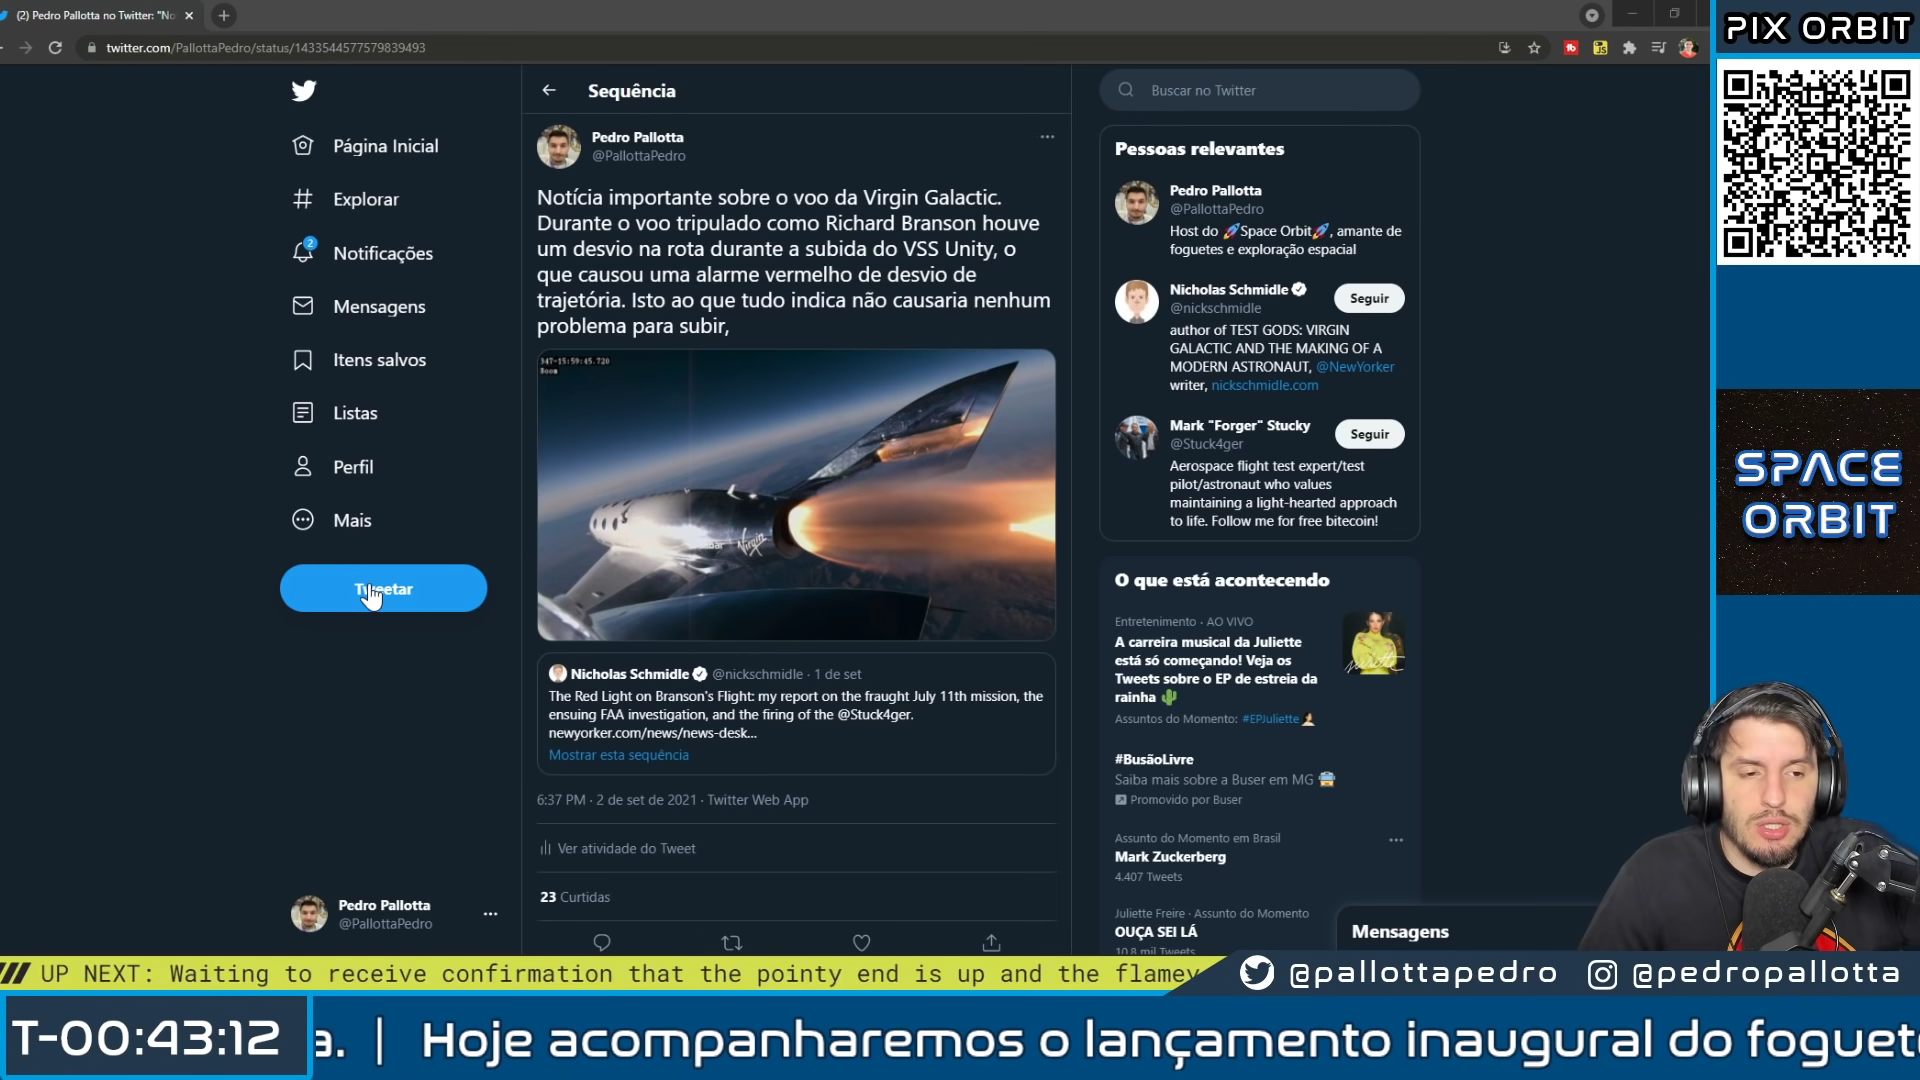 (2) Pedro Pallotta no Twitter: "No
twitter.com/PallottaPedro/status/1433544577579839493
Página Inicial
Explorar
2
Notificações
Mensagens
Itens salvos
Listas
Perfil
Mais
Tweetar
Pedro Pallotta
@PallottaPedro
Sequência
Pedro Pallotta
@PallottaPedro
Notícia importante sobre o voo da Virgin Galactic.
Durante o voo tripulado como Richard Branson houve
um desvio na rota durante a subida do VSS Unity, o
que causou uma alarme vermelho de desvio de
trajetória. Isto ao que tudo indica não causaria nenhum
problema para subir,
347-15:59:45.720
Boom
Virgin
Nicholas Schmidle @nickschmidle · 1 de set
The Red Light on Branson's Flight: my report on the fraught July 11th mission, the
ensuing FAA investigation, and the firing of the @Stuck4ger.
newyorker.com/news/news-desk...
Mostrar esta sequência
6:37 PM · 2 de set de 2021 · Twitter Web App
Ver atividade do Tweet
23 Curtidas
Buscar no Twitter
Pessoas relevantes
Pedro Pallotta
@PallottaPedro
Host do 🚀Space Orbit🚀, amante de
foguetes e exploração espacial
Nicholas Schmidle
@nickschmidle
Seguir
author of TEST GODS: VIRGIN
GALACTIC AND THE MAKING OF A
MODERN ASTRONAUT, @NewYorker
writer, nickschmidle.com
Mark "Forger" Stucky
@Stuck4ger
Seguir
Aerospace flight test expert/test
pilot/astronaut who values
maintaining a light-hearted approach
to life. Follow me for free bitecoin!
O que está acontecendo
Entretenimento · AO VIVO
A carreira musical da Juliette
está só começando! Veja os
Tweets sobre o EP de estreia da
rainha 🌵
Assuntos do Momento: #EPJuliette
#BusãoLivre
Saiba mais sobre a Buser em MG
Promovido por Buser
Assunto do Momento em Brasil
Mark Zuckerberg
4.407 Tweets
Juliette Freire · Assunto do Momento
OUÇA SEI LÁ
10,8 mil Tweets
Mensagens
PIX ORBIT
SPACE
ORBIT
UP NEXT: Waiting to receive confirmation that the pointy end is up and the flamey
@pallottapedro
@pedropallotta
T-00:43:12
a. | Hoje acompanharemos o lançamento inaugural do foguet